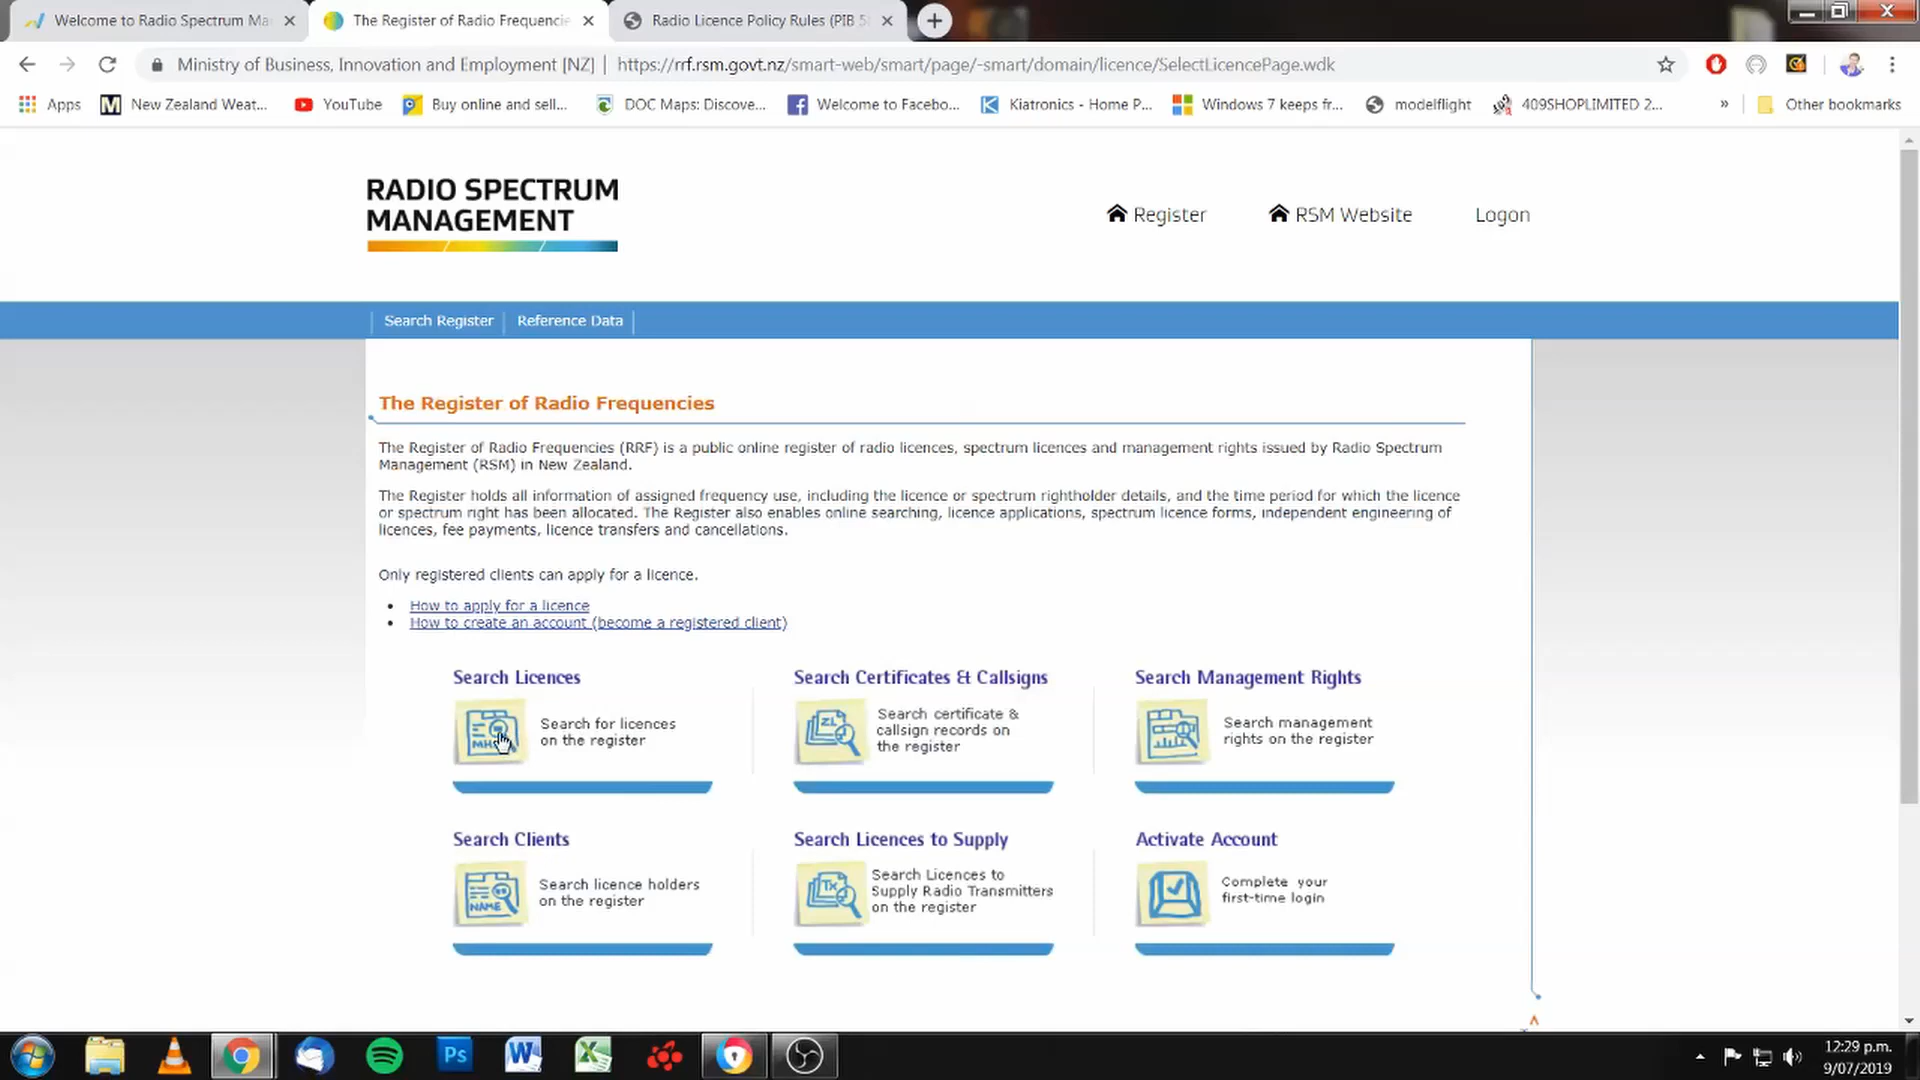 Welcome to Radio Spectrum Ma
The Register of Radio Frequencie
Radio Licence Policy Rules (PIB 5
Ministry of Business, Innovation and Employment [NZ] | https://rrf.rsm.govt.nz/smart-web/smart/page/-smart/domain/licence/SelectLicencePage.wdk
Apps
New Zealand Weat...
YouTube
Buy online and sell...
DOC Maps: Discove...
Welcome to Facebo...
Kiatronics - Home P...
Windows 7 keeps fr...
modelflight
409SHOPLIMITED 2...
»
Other bookmarks
RADIO SPECTRUM
MANAGEMENT
Register
RSM Website
Logon
Search Register
Reference Data
The Register of Radio Frequencies
The Register of Radio Frequencies (RRF) is a public online register of radio licences, spectrum licences and management rights issued by Radio Spectrum
Management (RSM) in New Zealand.
The Register holds all information of assigned frequency use, including the licence or spectrum rightholder details, and the time period for which the licence
or spectrum right has been allocated. The Register also enables online searching, licence applications, spectrum licence forms, independent engineering of
licences, fee payments, licence transfers and cancellations.
Only registered clients can apply for a licence.
• How to apply for a licence
• How to create an account (become a registered client)
Search Licences
Search for licences
on the register
Search Certificates & Callsigns
ZL
Search certificate &
callsign records on
the register
Search Management Rights
Search management
rights on the register
Search Clients
NAME
Search licence holders
on the register
Search Licences to Supply
Tx
Search Licences to
Supply Radio Transmitters
on the register
Activate Account
Complete your
first-time login
Ps
W
X
12:29 p.m.
9/07/2019